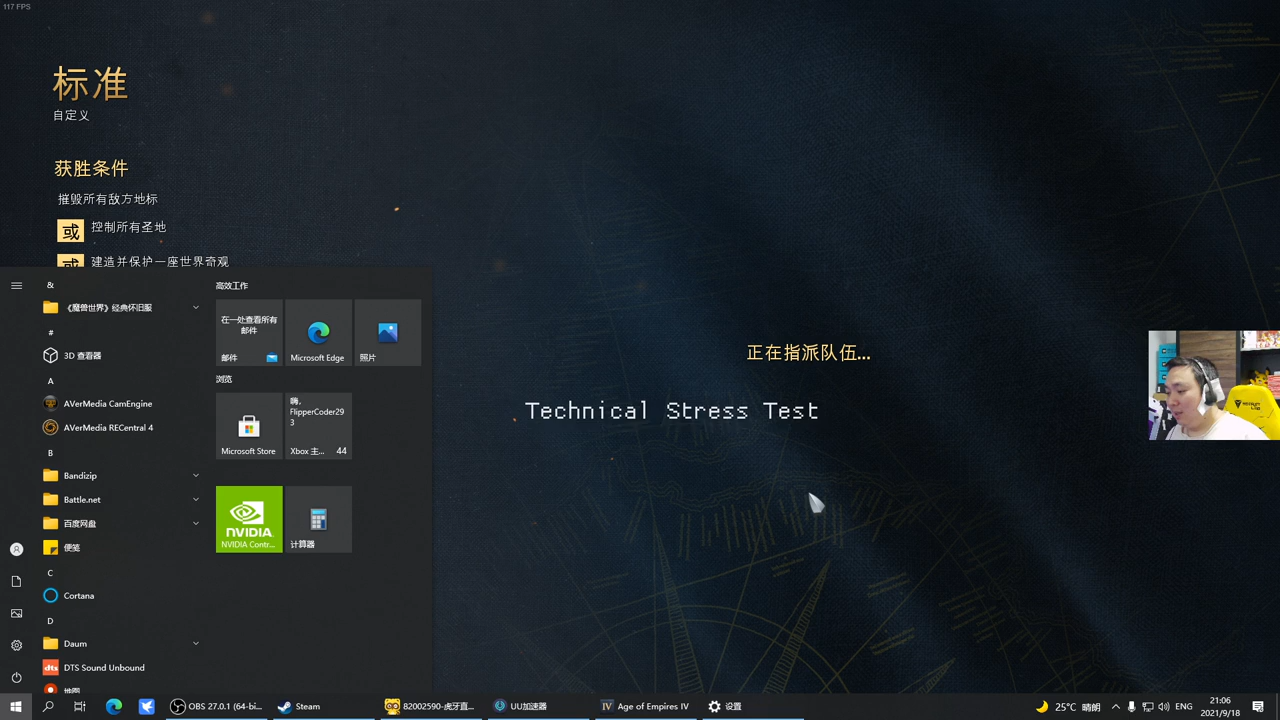 117 FPS
标准
自定义
获胜条件
摧毁所有敌方地标
或 控制所有圣地
或 建造并保护一座世界奇观
正在指派队伍...
Technical Stress Test
&
《魔兽世界》经典怀旧服
#
3D 查看器
A
AVerMedia CamEngine
AVerMedia RECentral 4
B
Bandizip
Battle.net
百度网盘
便笺
C
Cortana
D
Daum
dts DTS Sound Unbound
地图
高效工作
在一处查看所有
邮件
邮件
Microsoft Edge
照片
浏览
Microsoft Store
嗨,
FlipperCoder29
3
Xbox 主... 44
NVIDIA
NVIDIA Contr...
计算器
OBS 27.0.1 (64-bi...
Steam
82002590-虎牙直...
UU加速器
IV Age of Empires IV
设置
25°C 晴朗
ENG
21:06
2021/9/18